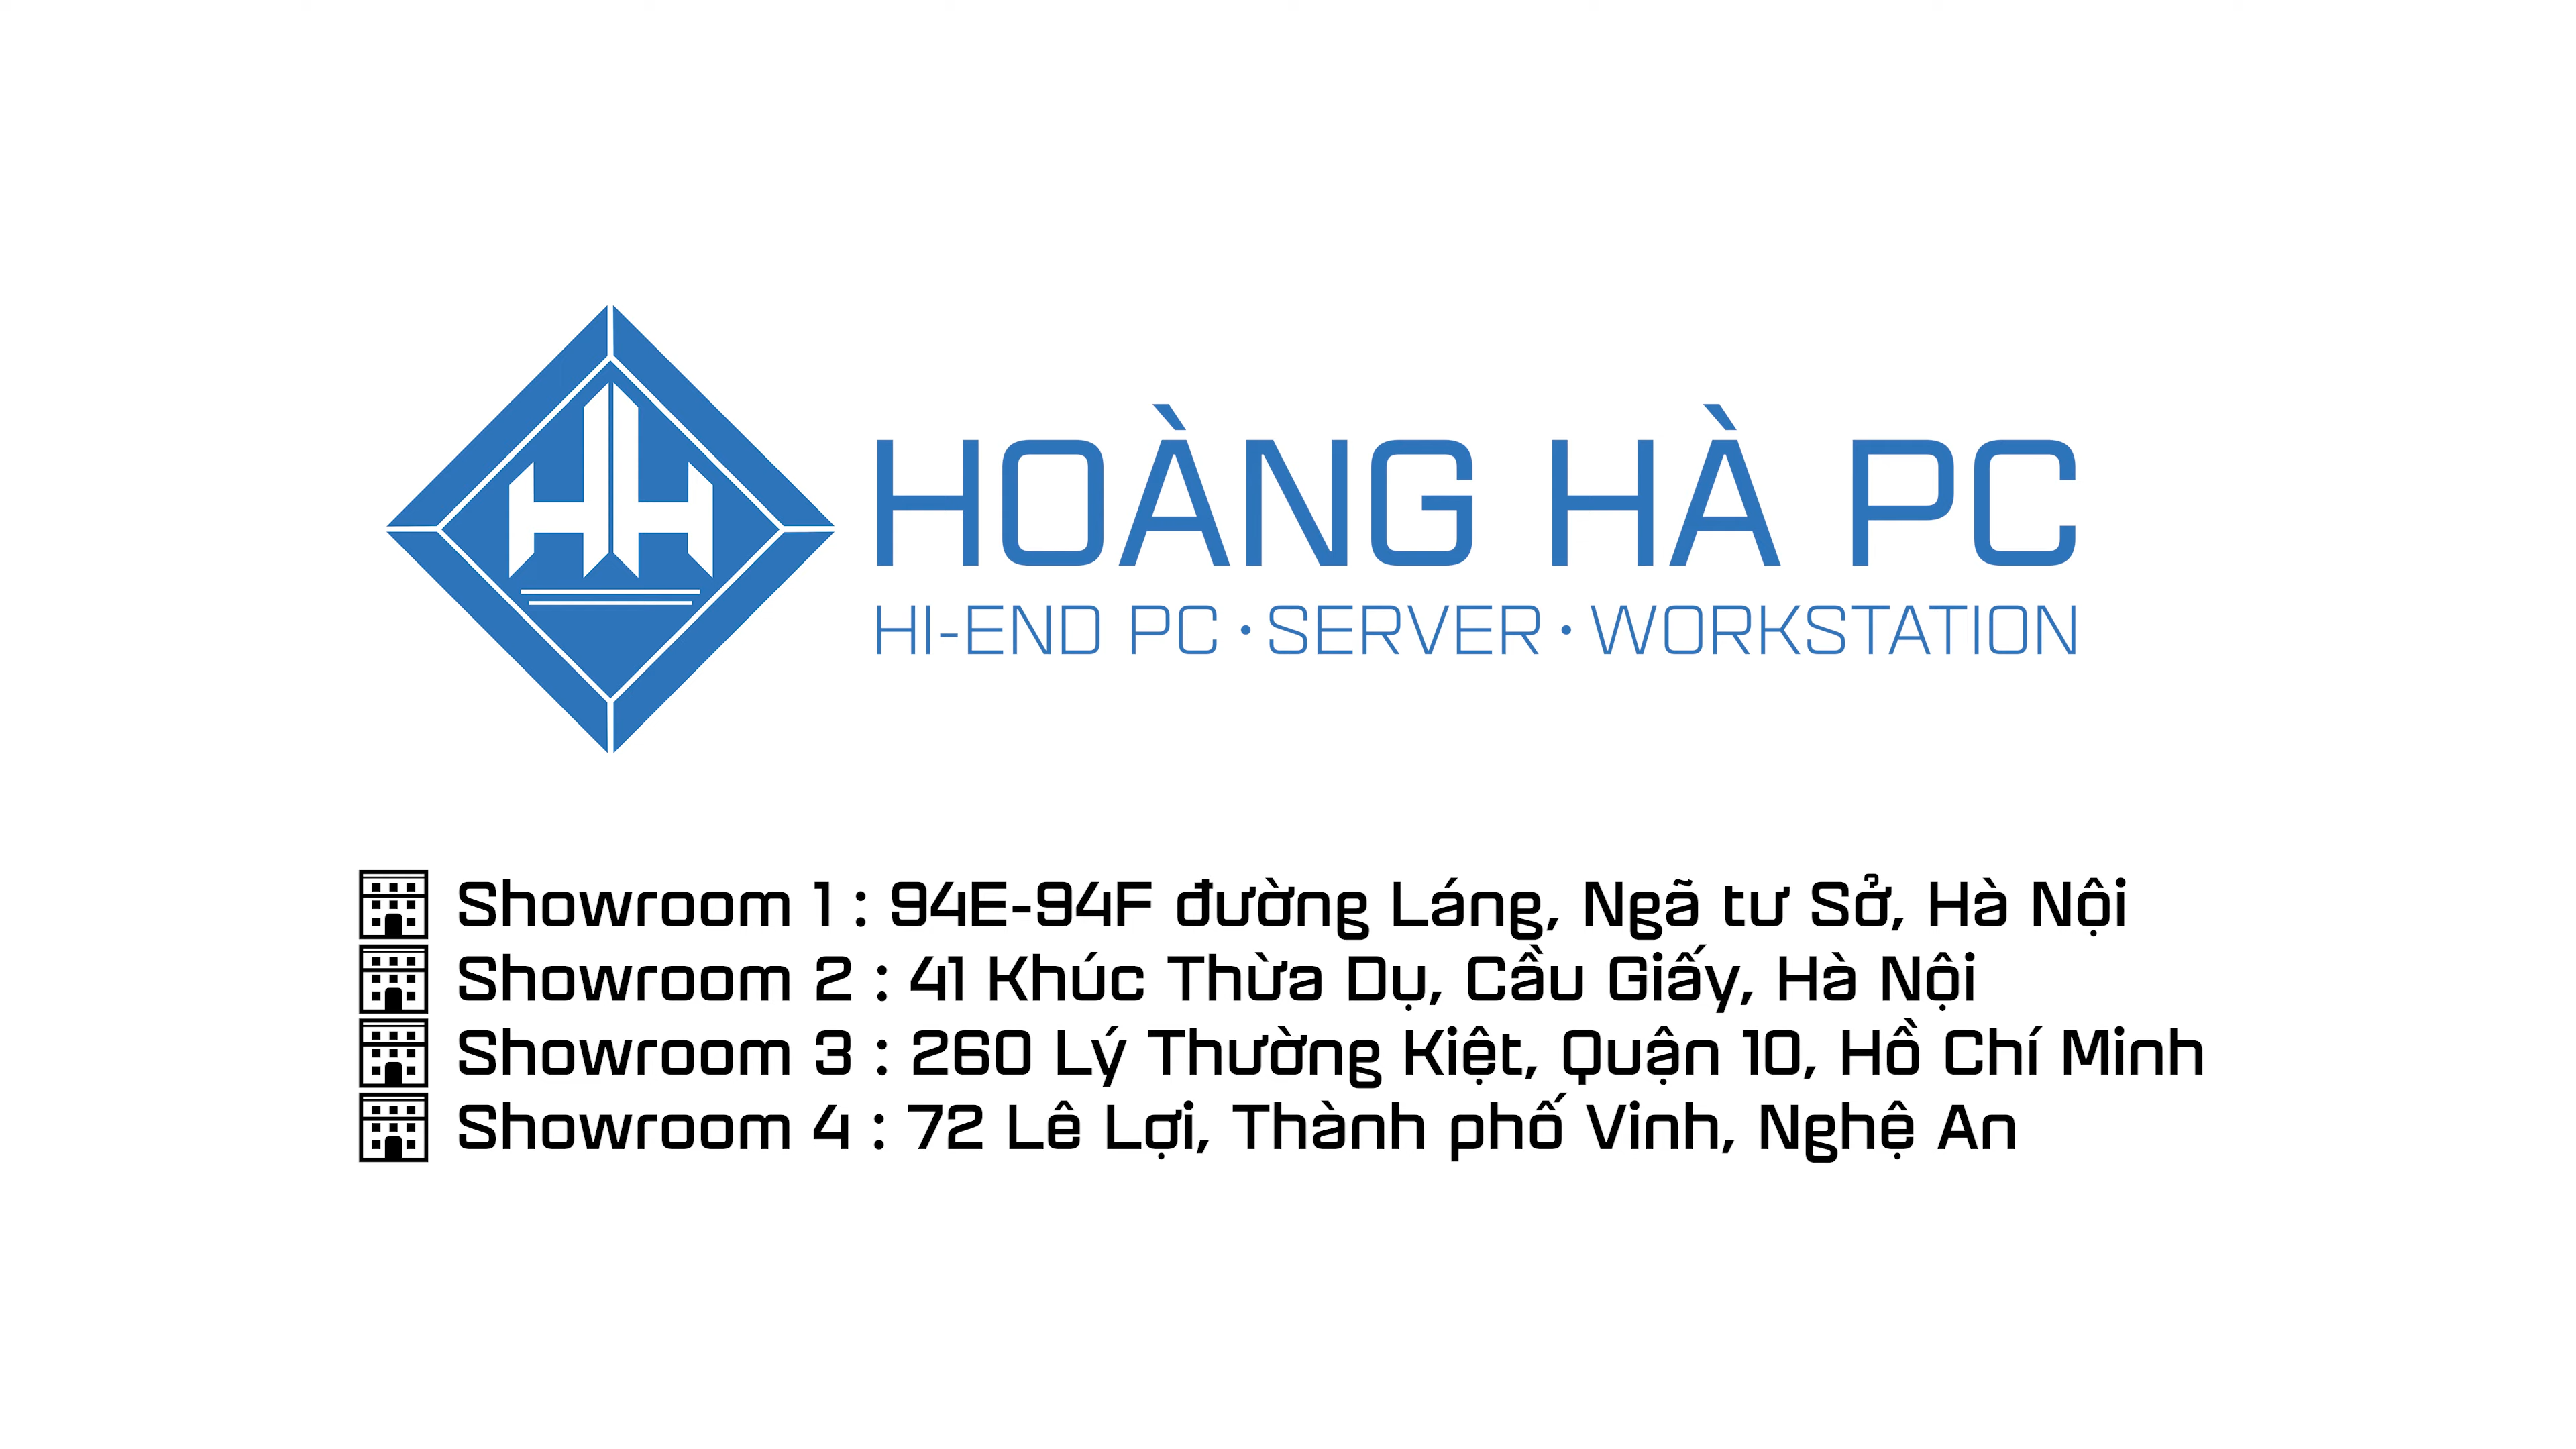 HH
HOÀNG HÀ PC
HI-END PC • SERVER • WORKSTATION
Showroom 1 : 94E-94F đường Láng, Ngã tư Sở, Hà Nội
Showroom 2 : 41 Khúc Thừa Dụ, Cầu Giấy, Hà Nội
Showroom 3 : 260 Lý Thường Kiệt, Quận 10, Hồ Chí Minh
Showroom 4 : 72 Lê Lợi, Thành phố Vinh, Nghệ An